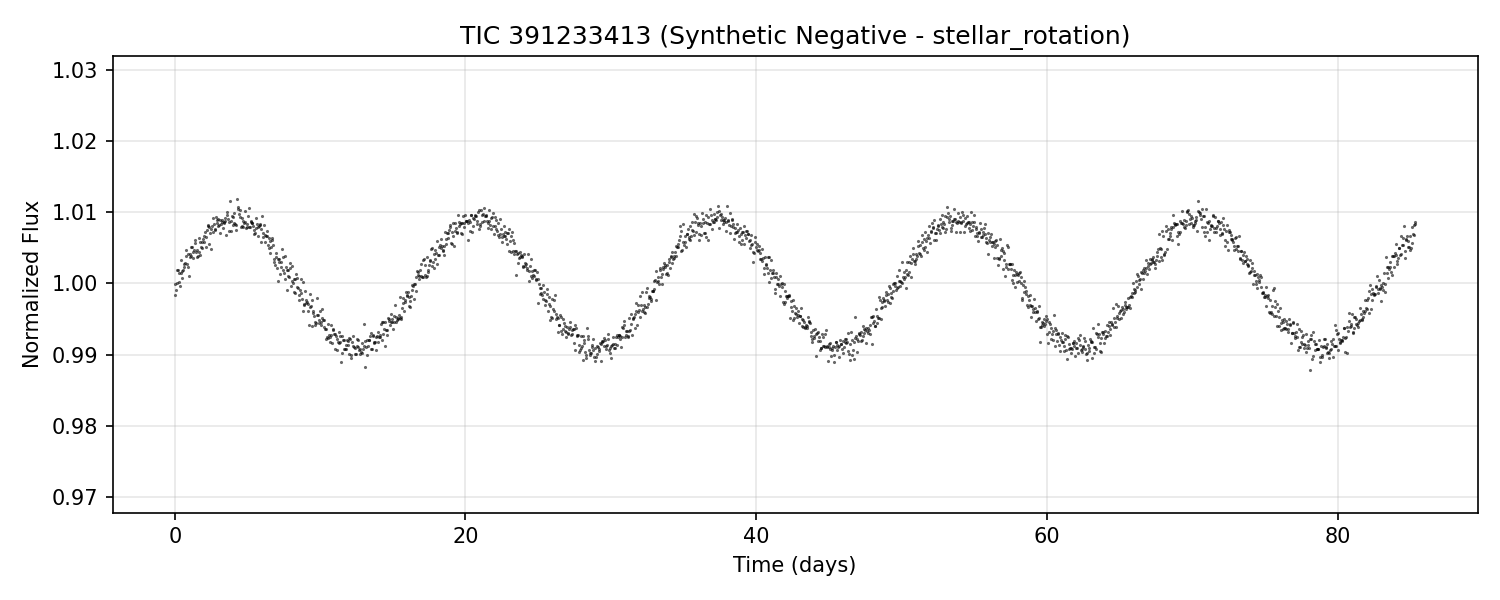 TIC 391233413 (Synthetic Negative - stellar_rotation)
Normalized Flux
1.03
1.02
1.01
1.00
0.99
0.98
0.97
0 20 40 60 80
Time (days)